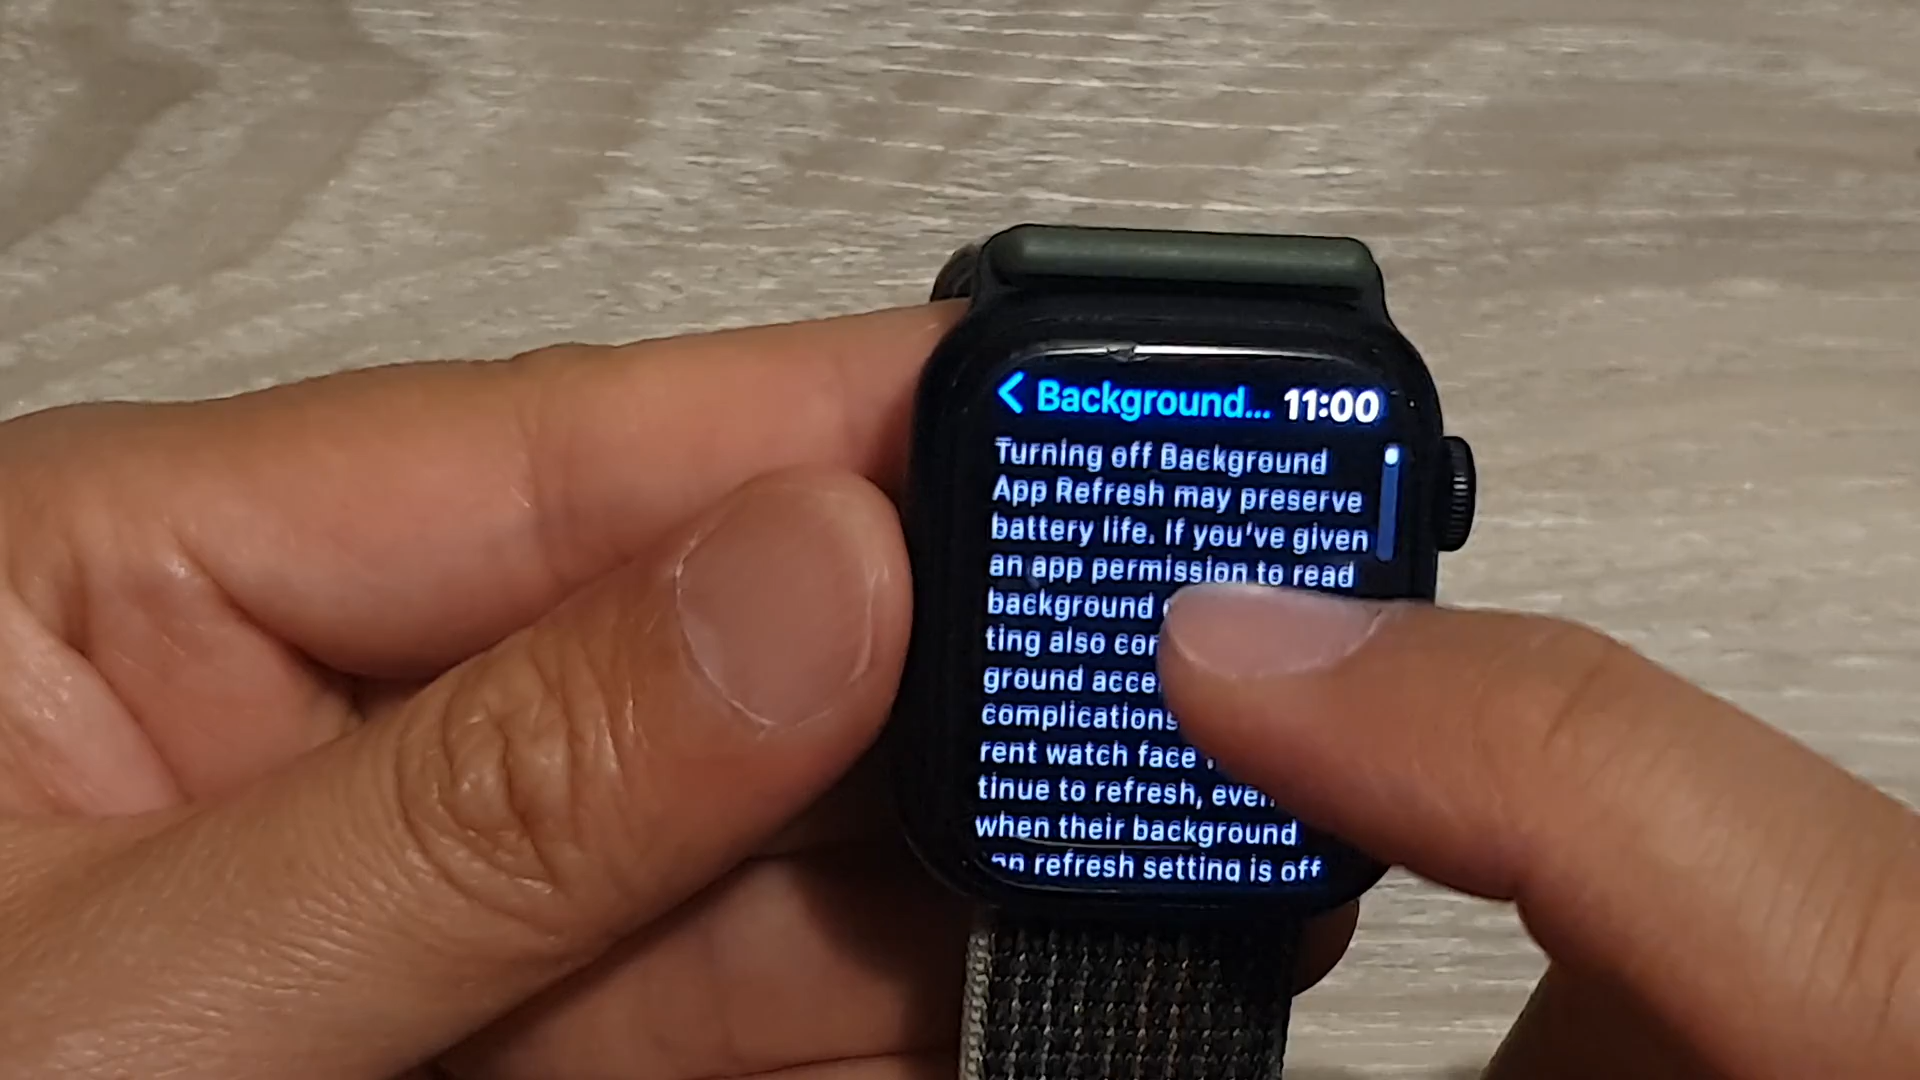 Background... 11:00
Turning off Background
App Refresh may preserve
battery life. If you've given
an app permission to read
background
ting also
ground
complications
rent watch face
tinue to refresh, even
when their background
refresh setting is off